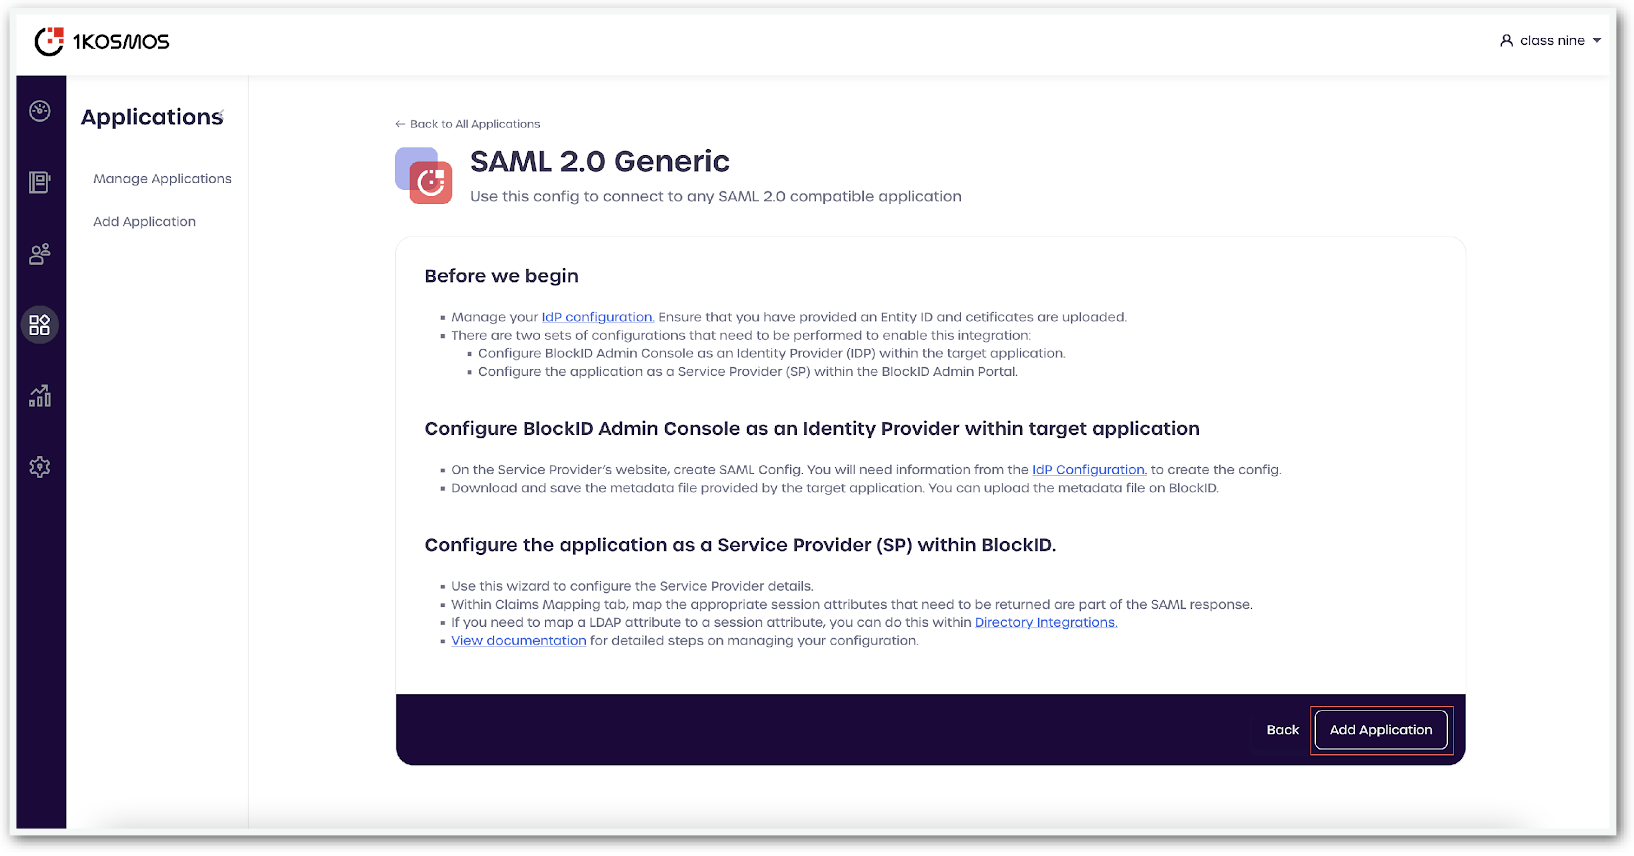 1KOSMOS
class nine
Applications
Manage Applications
Add Application
← Back to All Applications
SAML 2.0 Generic
Use this config to connect to any SAML 2.0 compatible application
Before we begin
Manage your IdP configuration. Ensure that you have provided an Entity ID and cetificates are uploaded.
There are two sets of configurations that need to be performed to enable this integration:
Configure BlockID Admin Console as an Identity Provider (IDP) within the target application.
Configure the application as a Service Provider (SP) within the BlockID Admin Portal.
Configure BlockID Admin Console as an Identity Provider within target application
On the Service Provider's website, create SAML Config. You will need information from the IdP Configuration. to create the config.
Download and save the metadata file provided by the target application. You can upload the metadata file on BlockID.
Configure the application as a Service Provider (SP) within BlockID.
Use this wizard to configure the Service Provider details.
Within Claims Mapping tab, map the appropriate session attributes that need to be returned are part of the SAML response.
If you need to map a LDAP attribute to a session attribute, you can do this within Directory Integrations.
View documentation for detailed steps on managing your configuration.
Back
Add Application